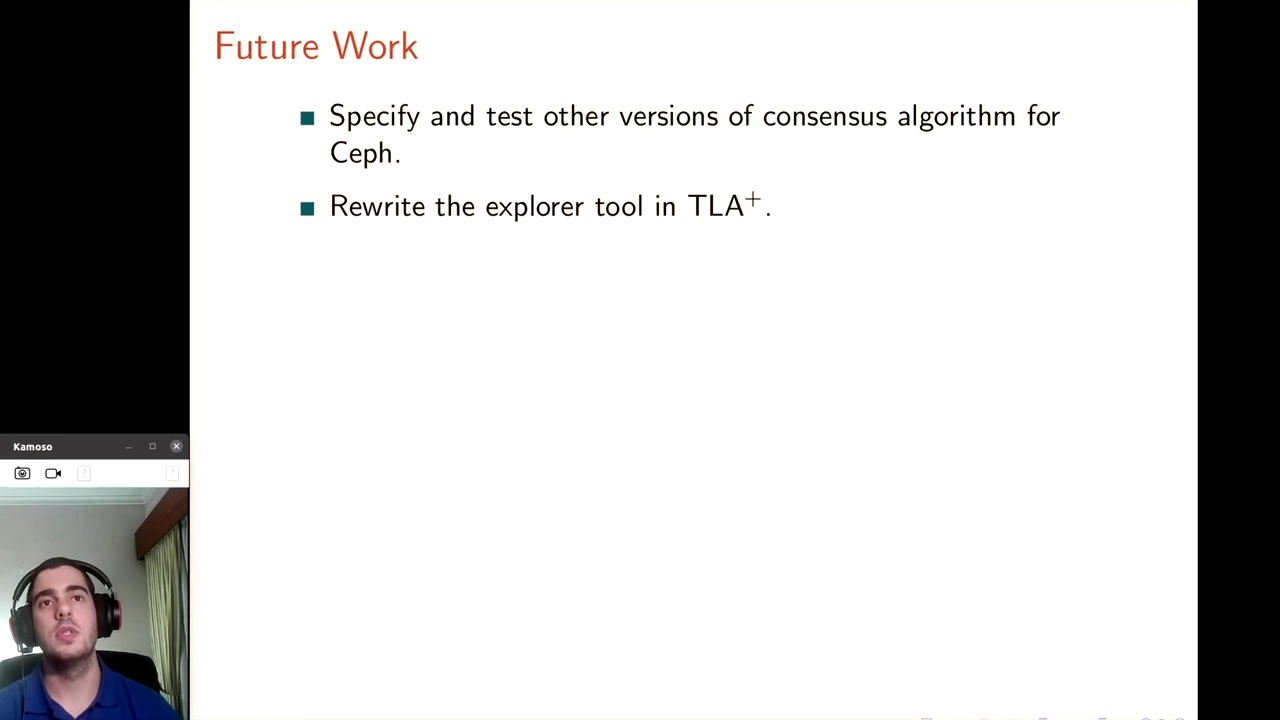 Future Work
Specify and test other versions of consensus algorithm for
Ceph.
Rewrite the explorer tool in TLA+.
Kamoso